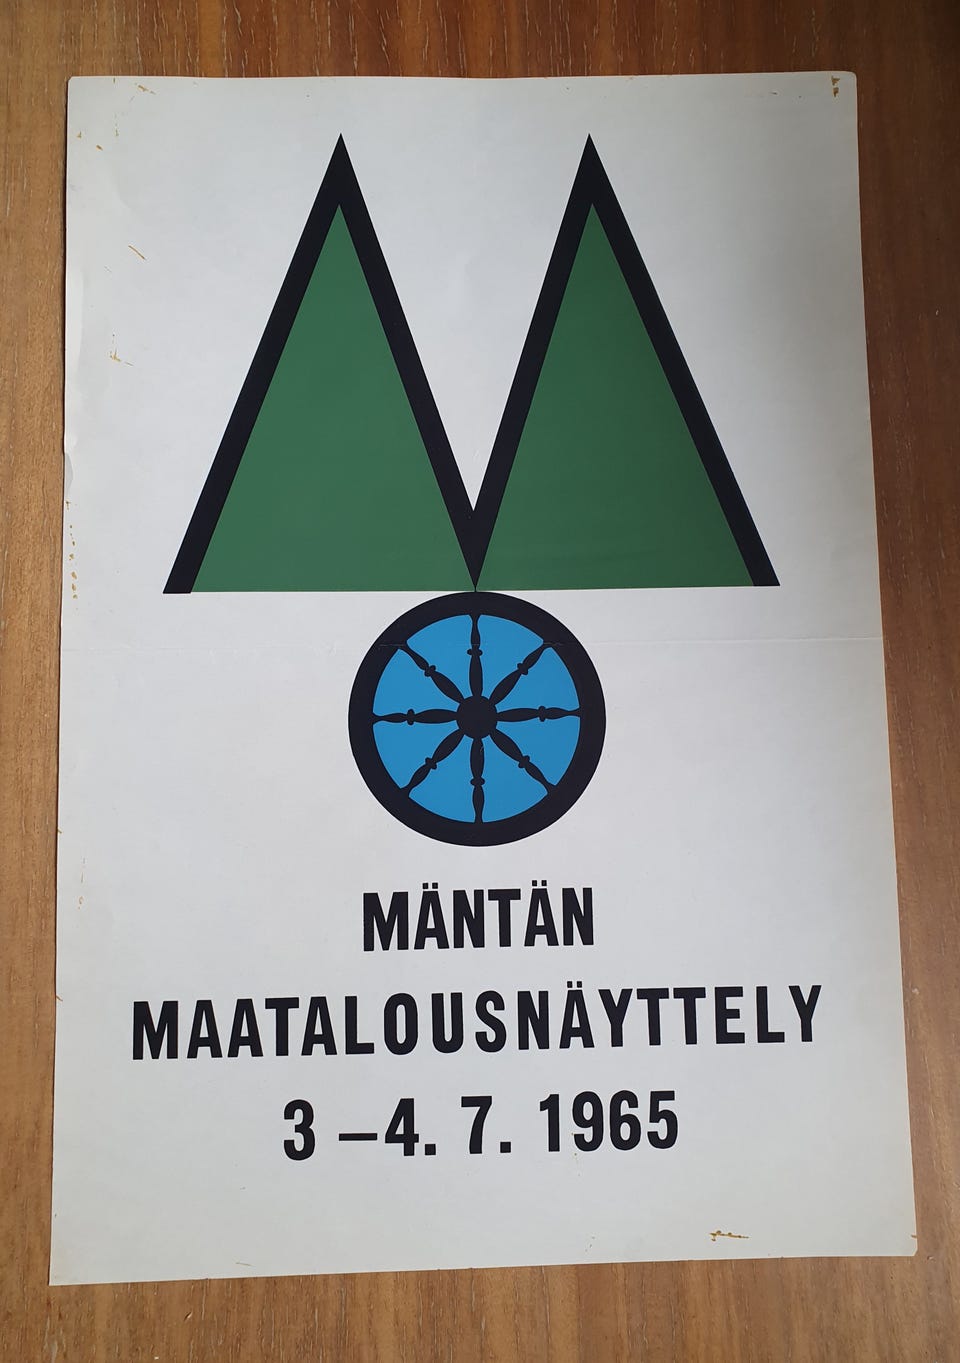 MÄNTÄN
MAATALOUSNÄYTTELY
3 – 4. 7. 1965